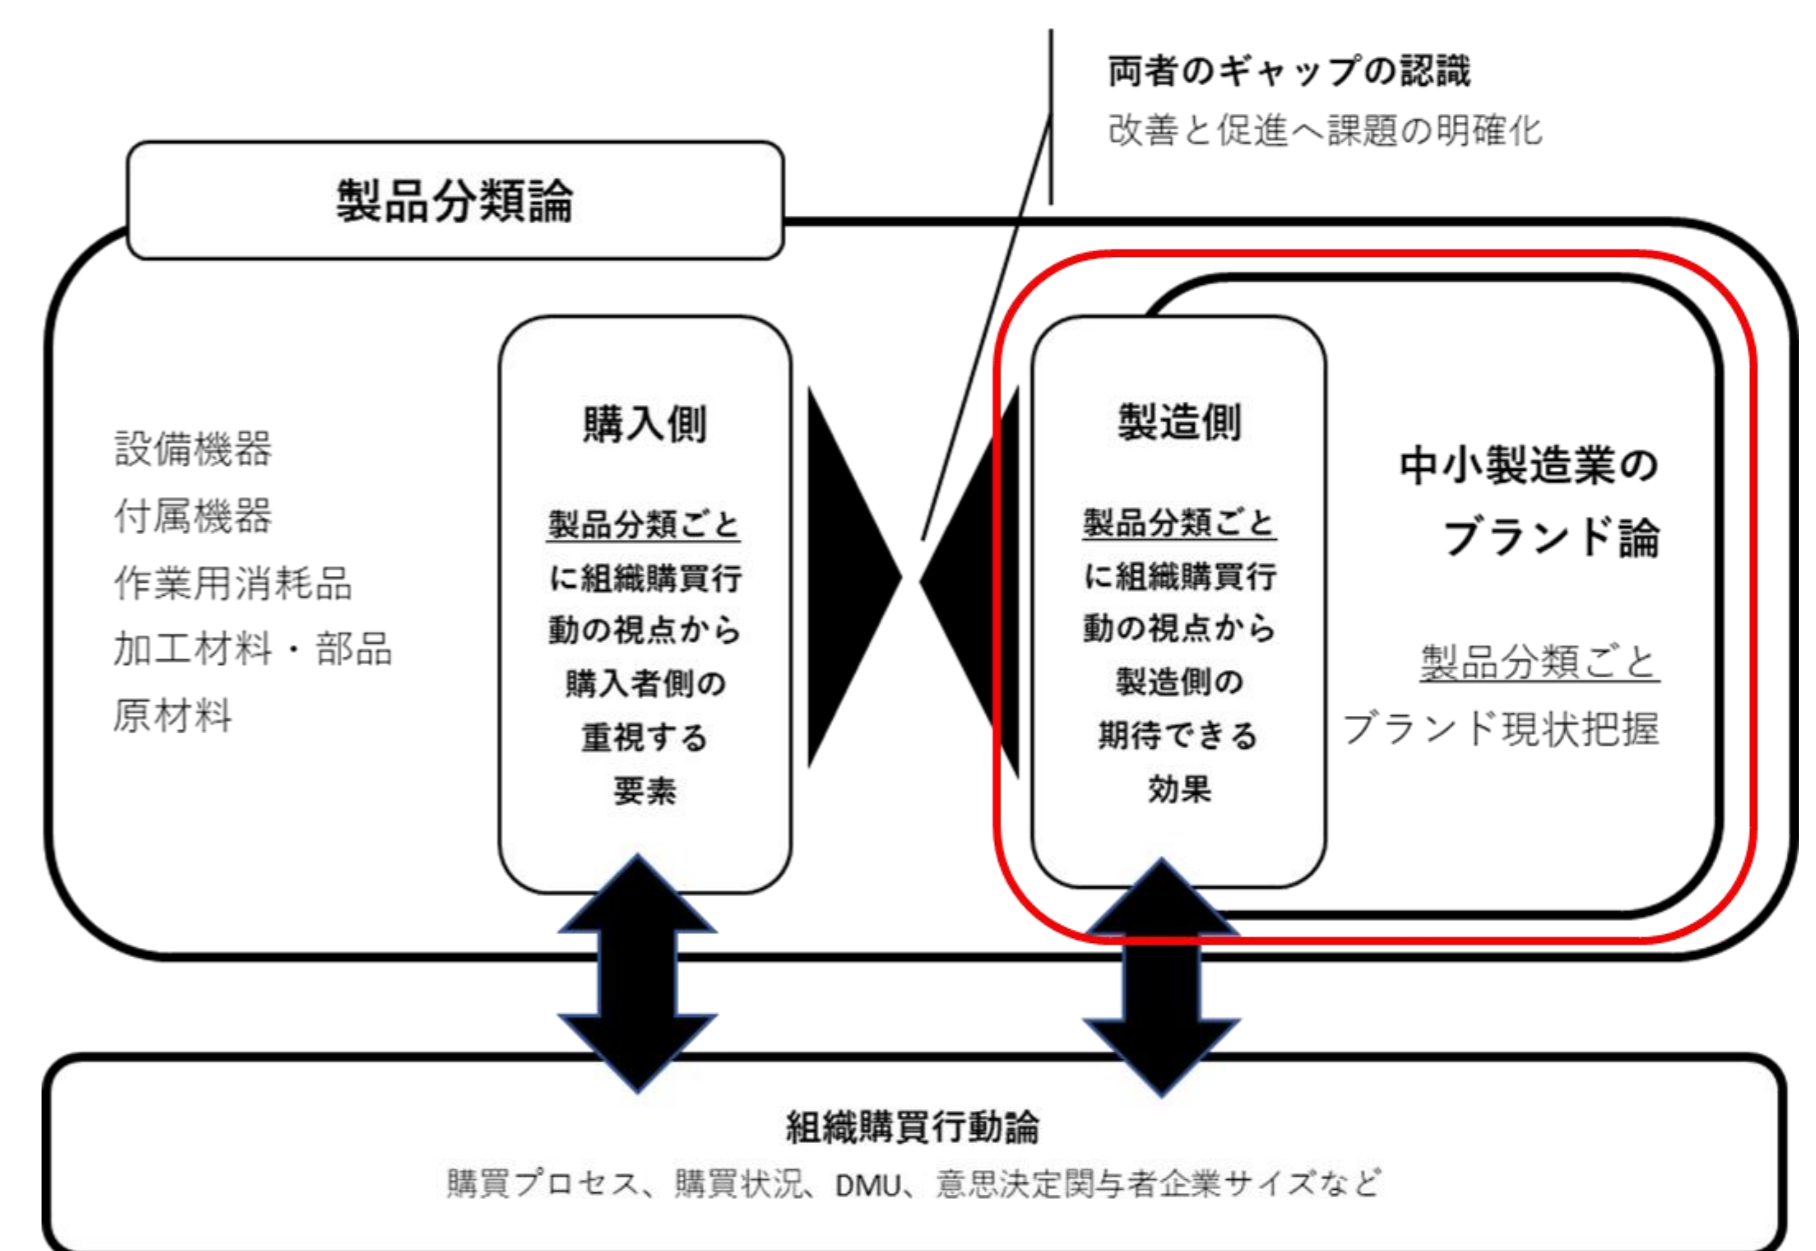 両者のギャップの認識
改善と促進へ課題の明確化
製品分類論
設備機器
付属機器
作業用消耗品
加工材料・部品
原材料
購入側
製品分類ごと
に組織購買行
動の視点から
購入者側の
重視する
要素
製造側
製品分類ごと
に組織購買行
動の視点から
製造側の
期待できる
効果
中小製造業の
ブランド論
製品分類ごと
ブランド現状把握
組織購買行動論
購買プロセス、購買状況、DMU、意思決定関与者企業サイズなど